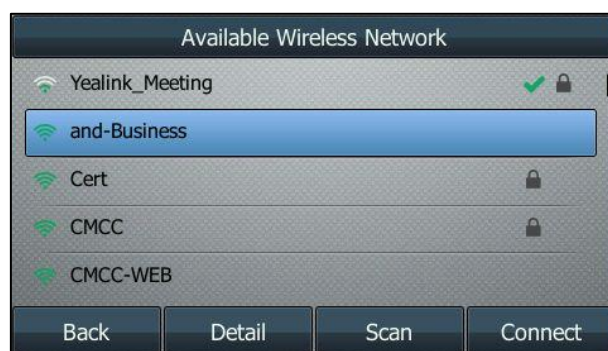 Available Wireless Network
Yealink_Meeting
and-Business
Cert
CMCC
CMCC-WEB
Back Detail Scan Connect